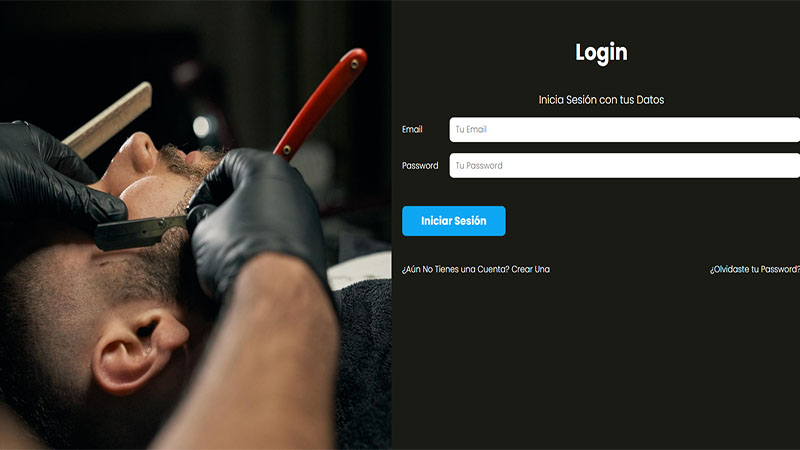 Login
Inicia Sesión con tus Datos
Email
Tu Email
Password
Tu Password
Iniciar Sesión
¿Aún No Tienes una Cuenta? Crear Una
¿Olvidaste tu Password?